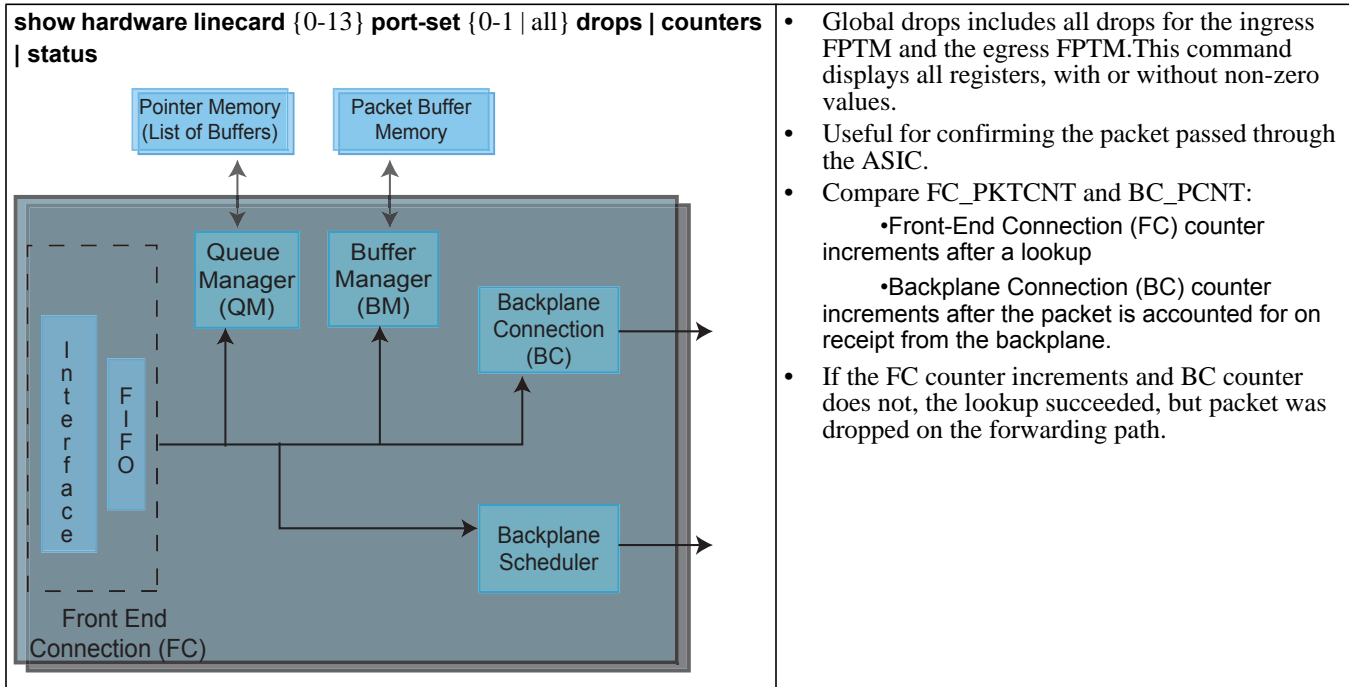 show hardware linecard {0-13} port-set {0-1 | all} drops | counters
| status
Pointer Memory
(List of Buffers)
Packet Buffer
Memory
Queue
Manager
(QM)
Buffer
Manager
(BM)
Backplane
Connection
(BC)
Interface
FIFO
Backplane
Scheduler
Front End
Connection (FC)
• Global drops includes all drops for the ingress
FPTM and the egress FPTM.This command
displays all registers, with or without non-zero
values.
• Useful for confirming the packet passed through
the ASIC.
• Compare FC_PKTCNT and BC_PCNT:
•Front-End Connection (FC) counter
increments after a lookup
•Backplane Connection (BC) counter
increments after the packet is accounted for on
receipt from the backplane.
• If the FC counter increments and BC counter
does not, the lookup succeeded, but packet was
dropped on the forwarding path.